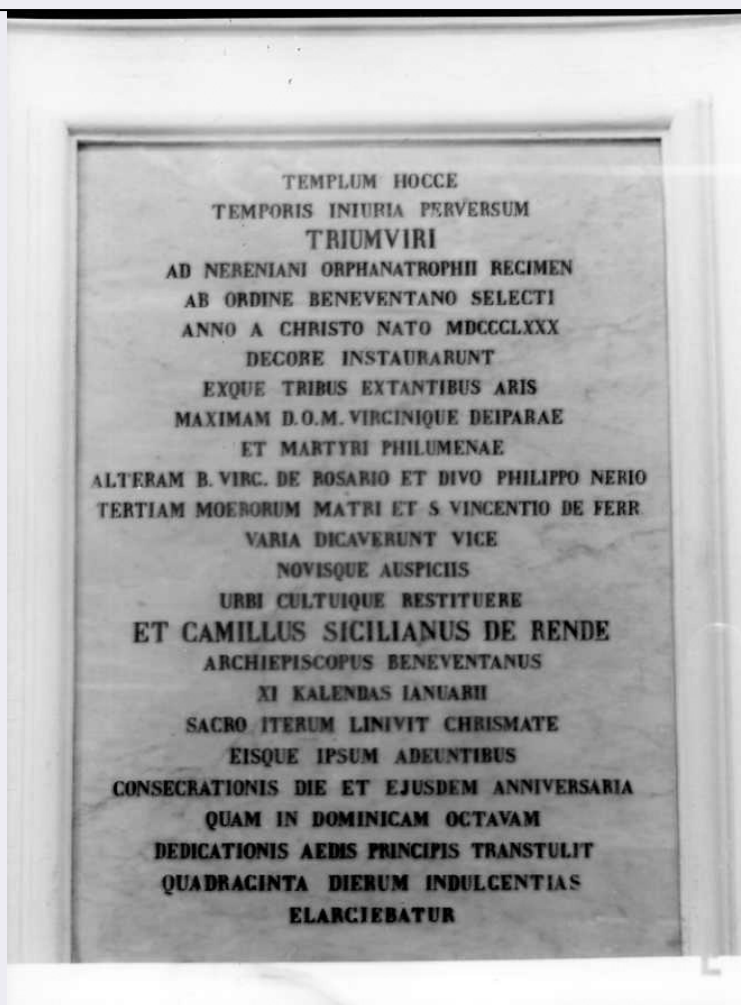 TEMPLUM HOCCE
TEMPORIS INIURIA PERVERSUM
TRIUMVIRI
AD NERENIANI ORPHANATROPHII REGIMEN
AB ORDINE BENEVENTANO SELECTI
ANNO A CHRISTO NATO MDCCCLXXX
DECORE INSTAURARUNT
EXQUE TRIBUS EXTANTIBUS ARIS
MAXIMAM D.O.M. VIRGINIQUE DEIPARAE
ET MARTYRI PHILUMENAE
ALTERAM B. VIRG. DE ROSARIO ET DIVO PHILIPPO NERIO
TERTIAM MOERORUM MATRI ET S VINCENTIO DE FERR
VARIA DICAVERUNT VICE
NOVISQUE AUSPICIIS
URBI CULTUIQUE RESTITUERE
ET CAMILLUS SICILIANUS DE RENDE
ARCHIEPISCOPUS BENEVENTANUS
XI KALENDAS IANUARII
SACRO ITERUM LINIVIT CHRISMATE
EISQUE IPSUM ADEUNTIBUS
CONSECRATIONIS DIE ET EJUSDEM ANNIVERSARIA
QUAM IN DOMINICAM OCTAVAM
DEDICATIONIS AEDIS PRINCIPIS TRANSTULIT
QUADRAGINTA DIERUM INDULGENTIAS
ELARGIEBATUR